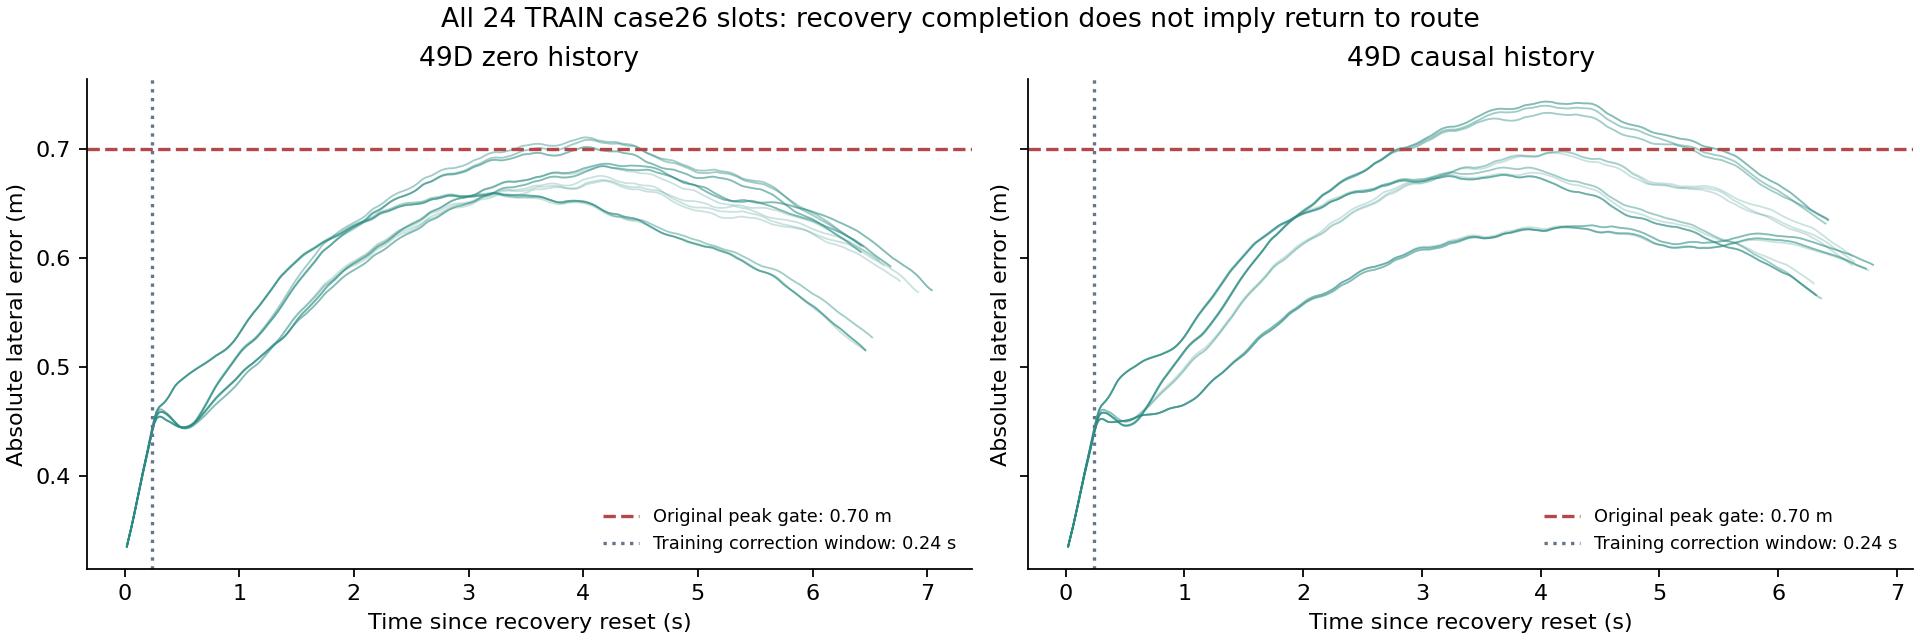 All 24 TRAIN case26 slots: recovery completion does not imply return to route
49D zero history
Absolute lateral error (m)
0.7
0.6
0.5
0.4
Original peak gate: 0.70 m
Training correction window: 0.24 s
0 1 2 3 4 5 6 7
Time since recovery reset (s)
49D causal history
Absolute lateral error (m)
Original peak gate: 0.70 m
Training correction window: 0.24 s
0 1 2 3 4 5 6 7
Time since recovery reset (s)